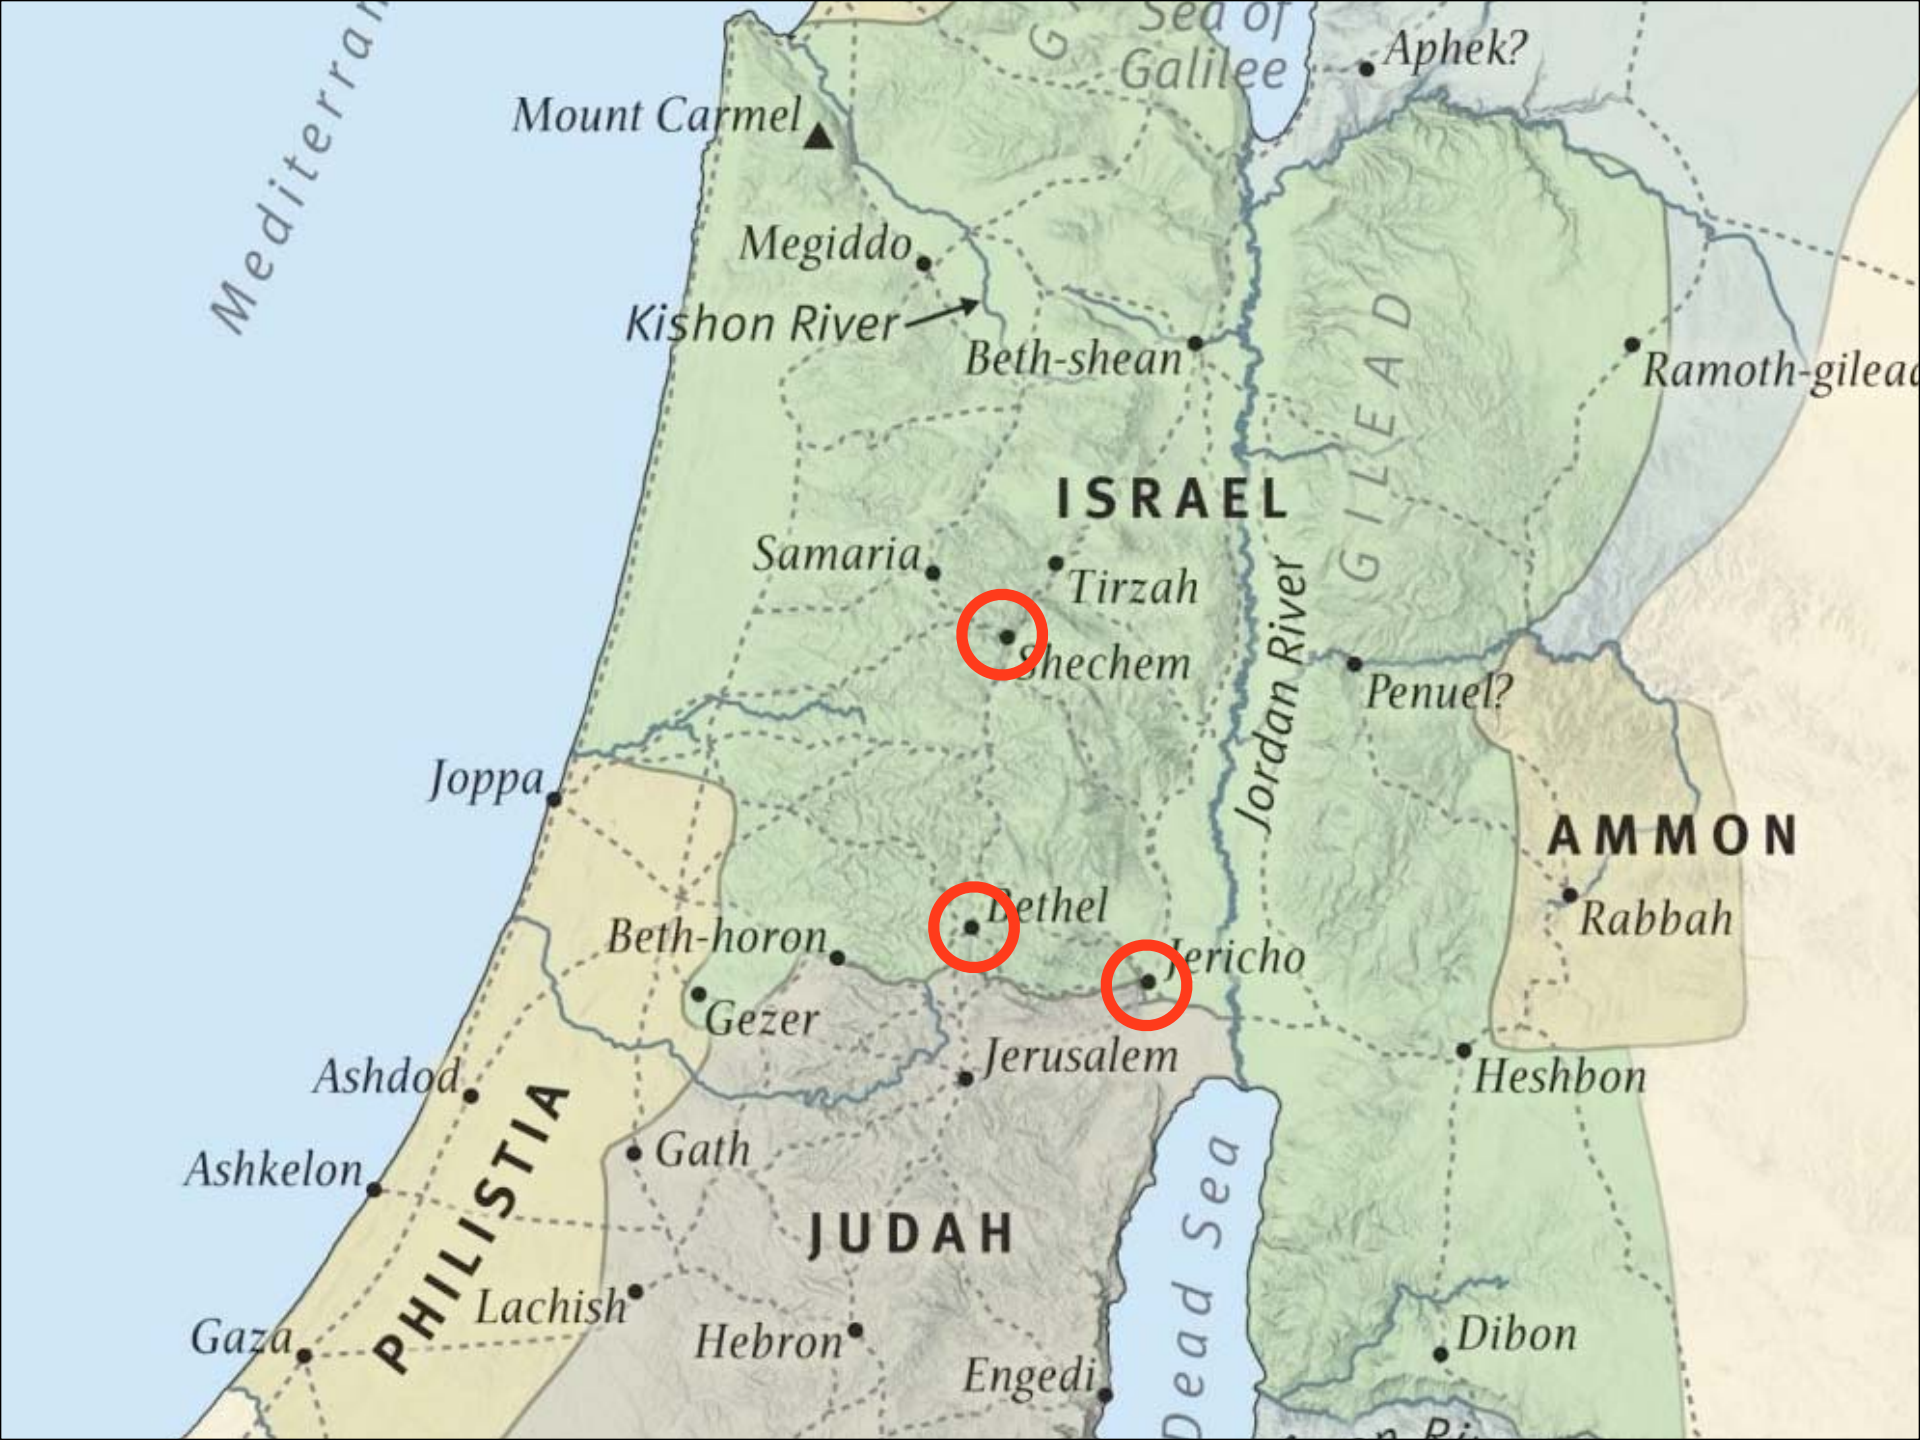 Sea of
Galilee
G
Aphek?
Mediterran
Mount Carmel
Megiddo
Kishon River
Beth-shean
GILEAD
Ramoth-gilead
ISRAEL
Samaria
Tirzah
Shechem
Jordan River
Penuel?
Joppa
AMMON
Bethel
Rabbah
Beth-horon
Jericho
Gezer
Jerusalem
Heshbon
Ashdod
PHILISTIA
Gath
Ashkelon
JUDAH
Dead Sea
Lachish
Gaza
Hebron
Dibon
Engedi